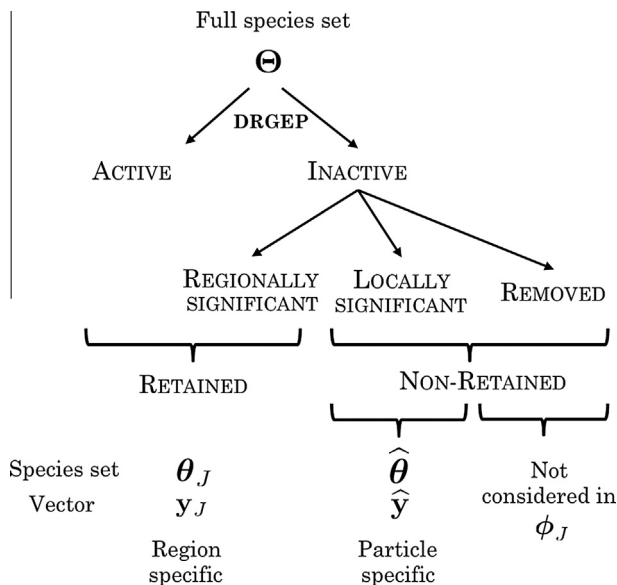 Full species set
Θ
DRGEP
ACTIVE INACTIVE
REGIONALLY SIGNIFICANT
LOCALLY SIGNIFICANT
REMOVED
RETAINED
NON-RETAINED
Species set θ_J θ̂
Vector y_J ŷ
Not
considered in
ϕ_J
Region
specific
Particle
specific